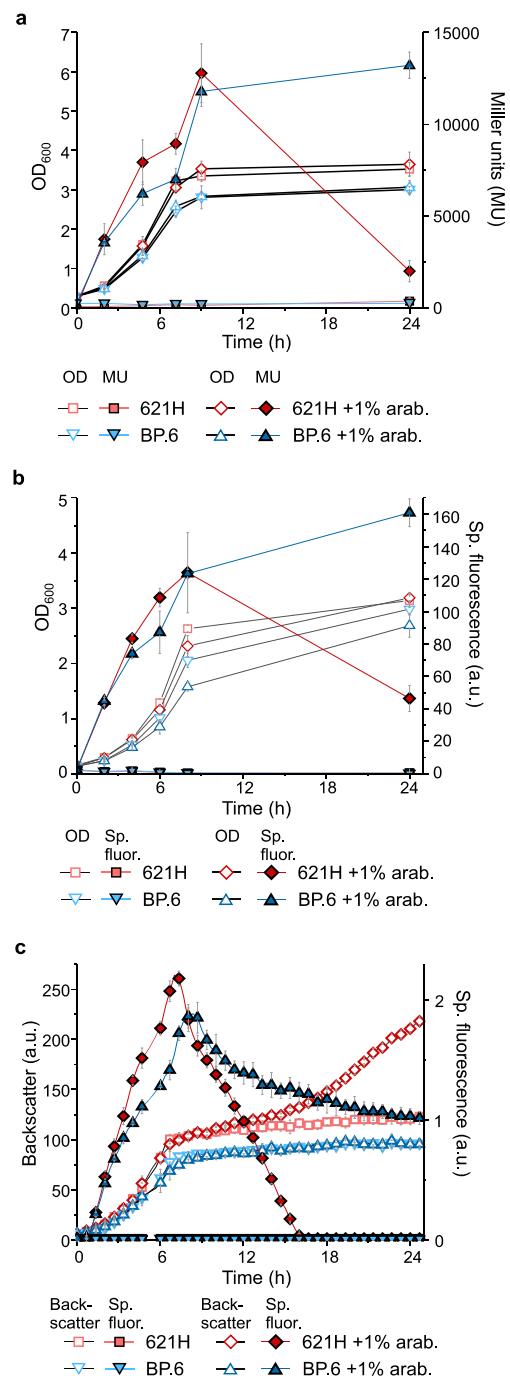 a
7
6
5
4
3
2
1
0
OD600
15000
10000
5000
0
Miller units (MU)
0 6 12 18 24
Time (h)
OD MU OD MU
621H 621H +1% arab.
BP.6 BP.6 +1% arab.
b
5
4
3
2
1
0
OD600
160
140
120
100
80
60
40
20
0
Sp. fluorescence (a.u.)
0 6 12 18 24
Time (h)
OD Sp. fluor. OD Sp. fluor.
621H 621H +1% arab.
BP.6 BP.6 +1% arab.
c
250
200
150
100
50
0
Backscatter (a.u.)
2
1
0
Sp. fluorescence (a.u.)
0 6 12 18 24
Time (h)
Back- Sp. Back- Sp.
scatter fluor. scatter fluor.
621H 621H +1% arab.
BP.6 BP.6 +1% arab.